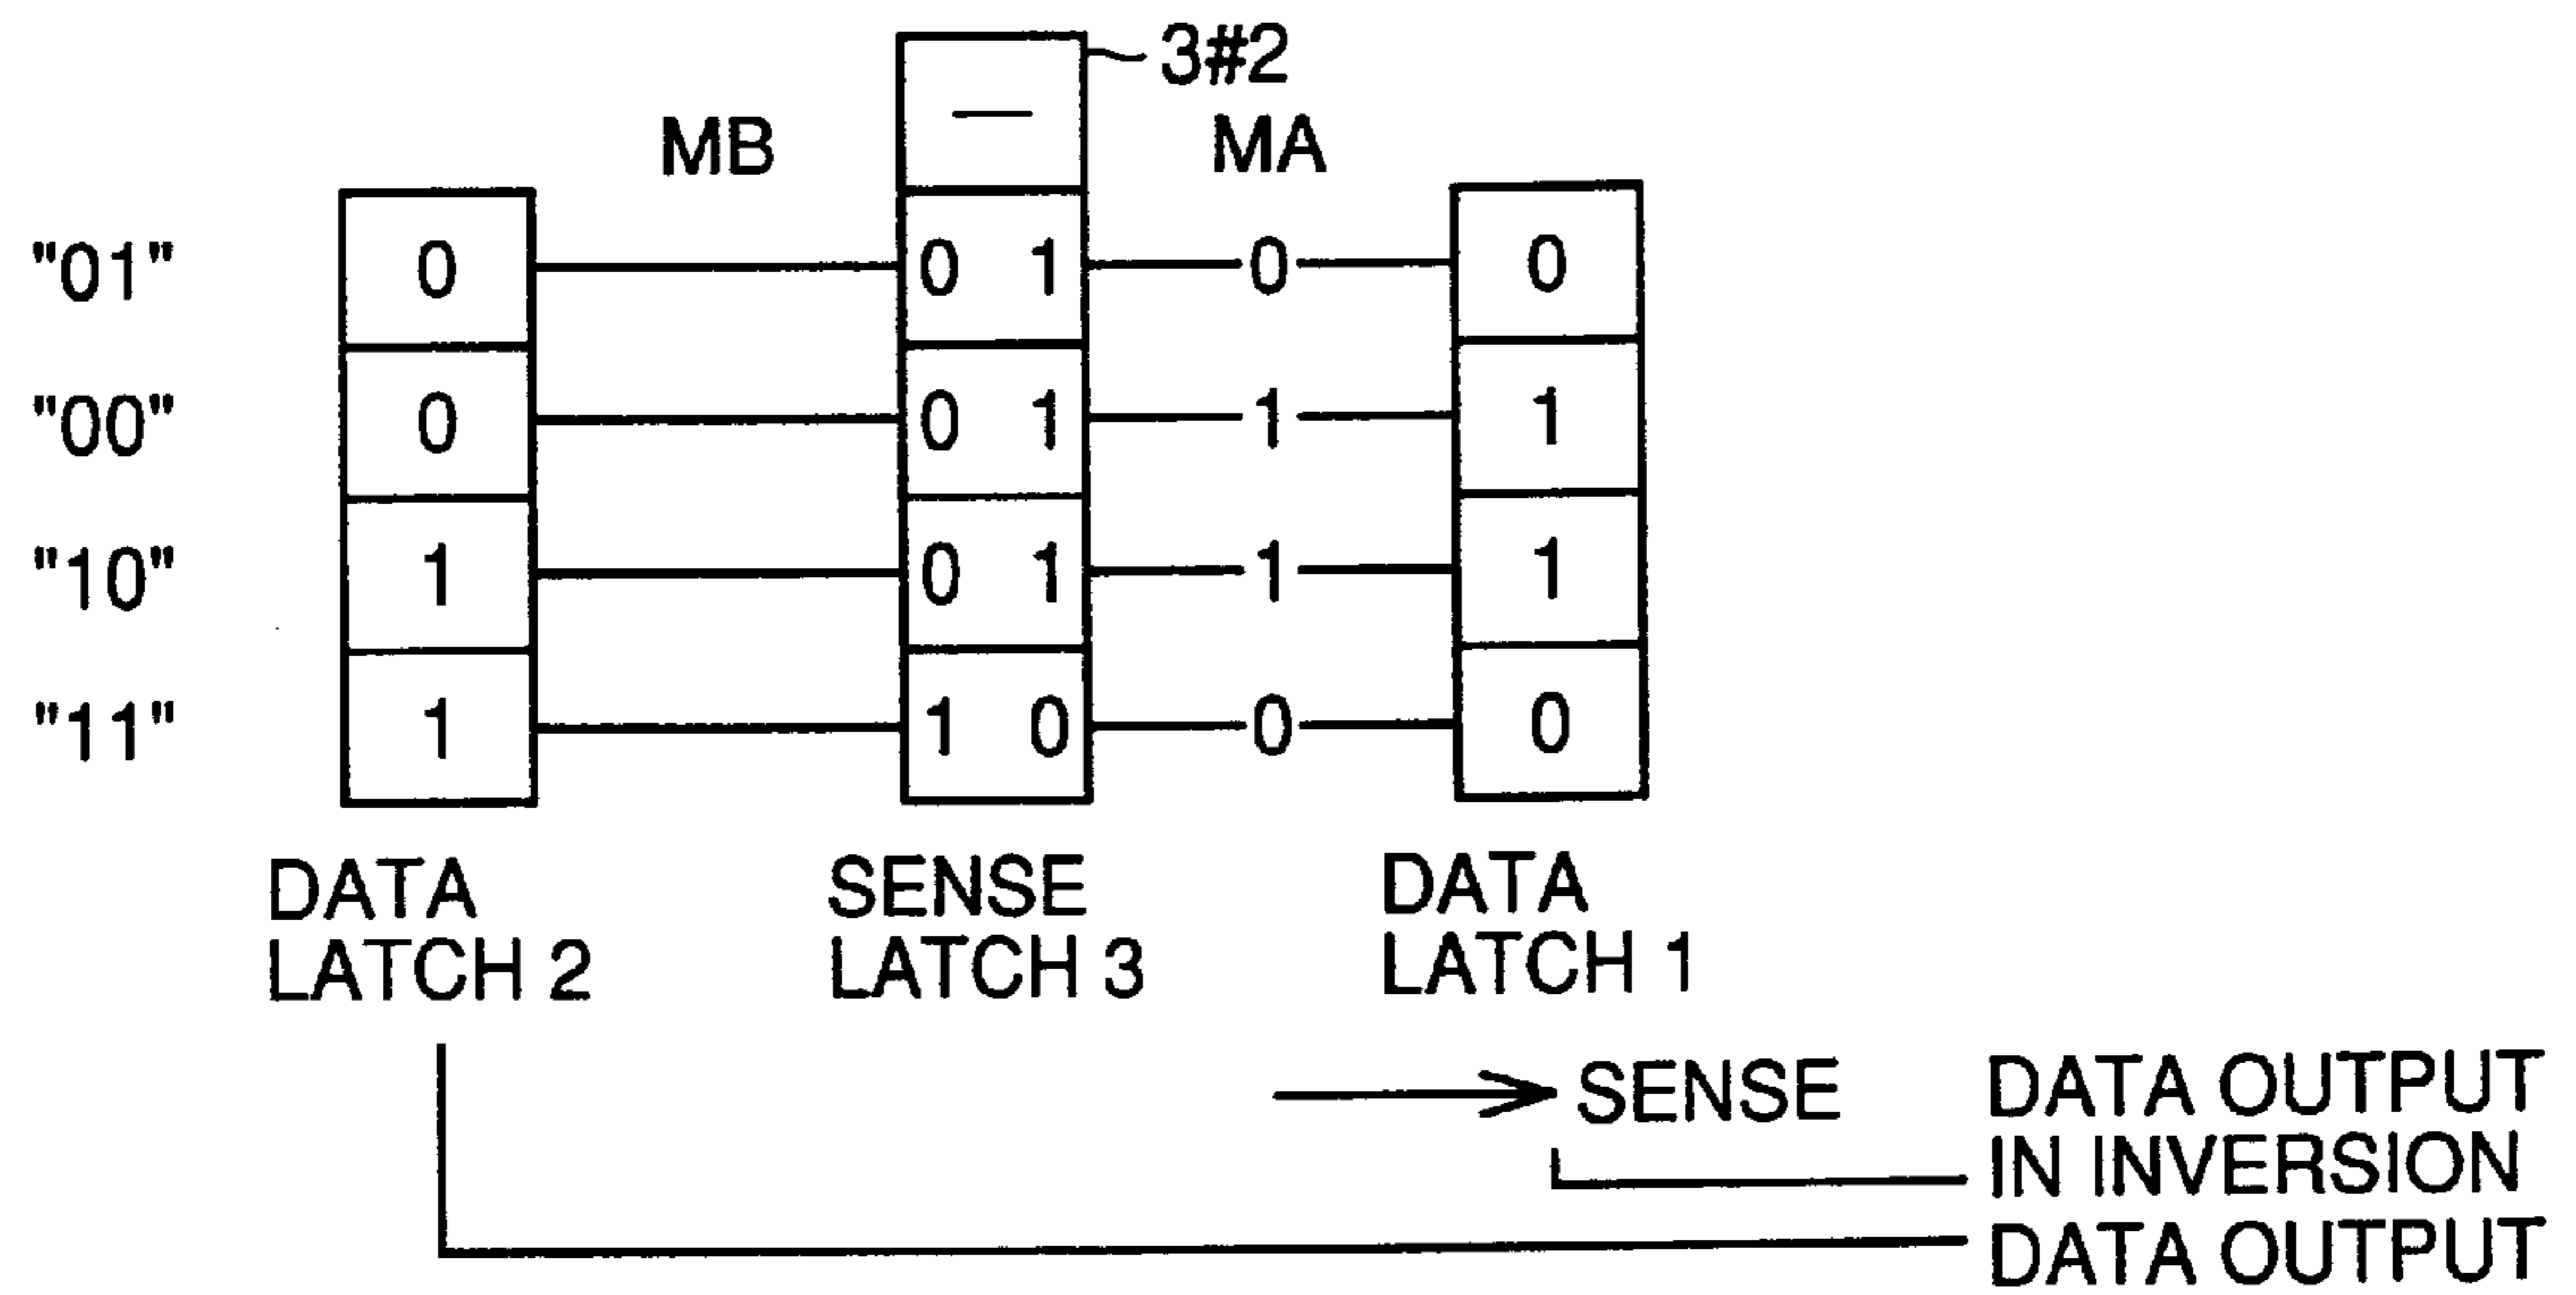 3#2
—
MB MA
"01" 0 0 1 0 0
"00" 0 0 1 1 1
"10" 1 0 1 1 1
"11" 1 1 0 0 0
DATA LATCH 2
SENSE LATCH 3
DATA LATCH 1
SENSE
DATA OUTPUT
IN INVERSION
DATA OUTPUT